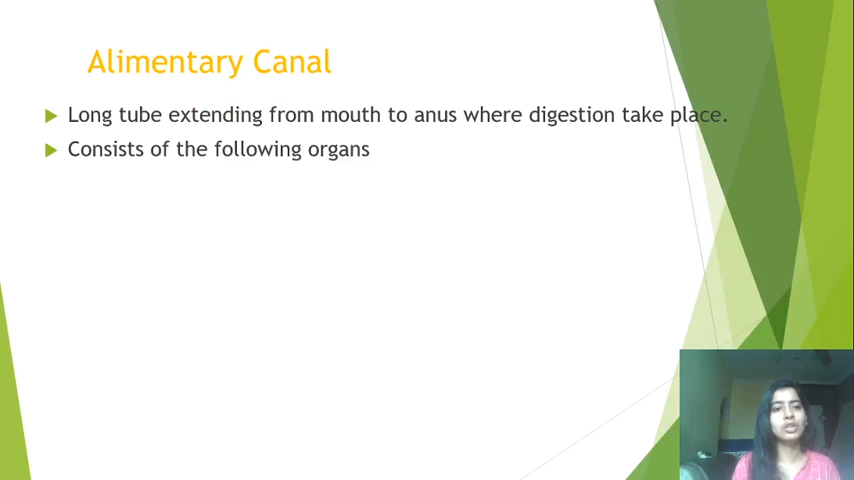 Alimentary Canal
Long tube extending from mouth to anus where digestion take place.
Consists of the following organs